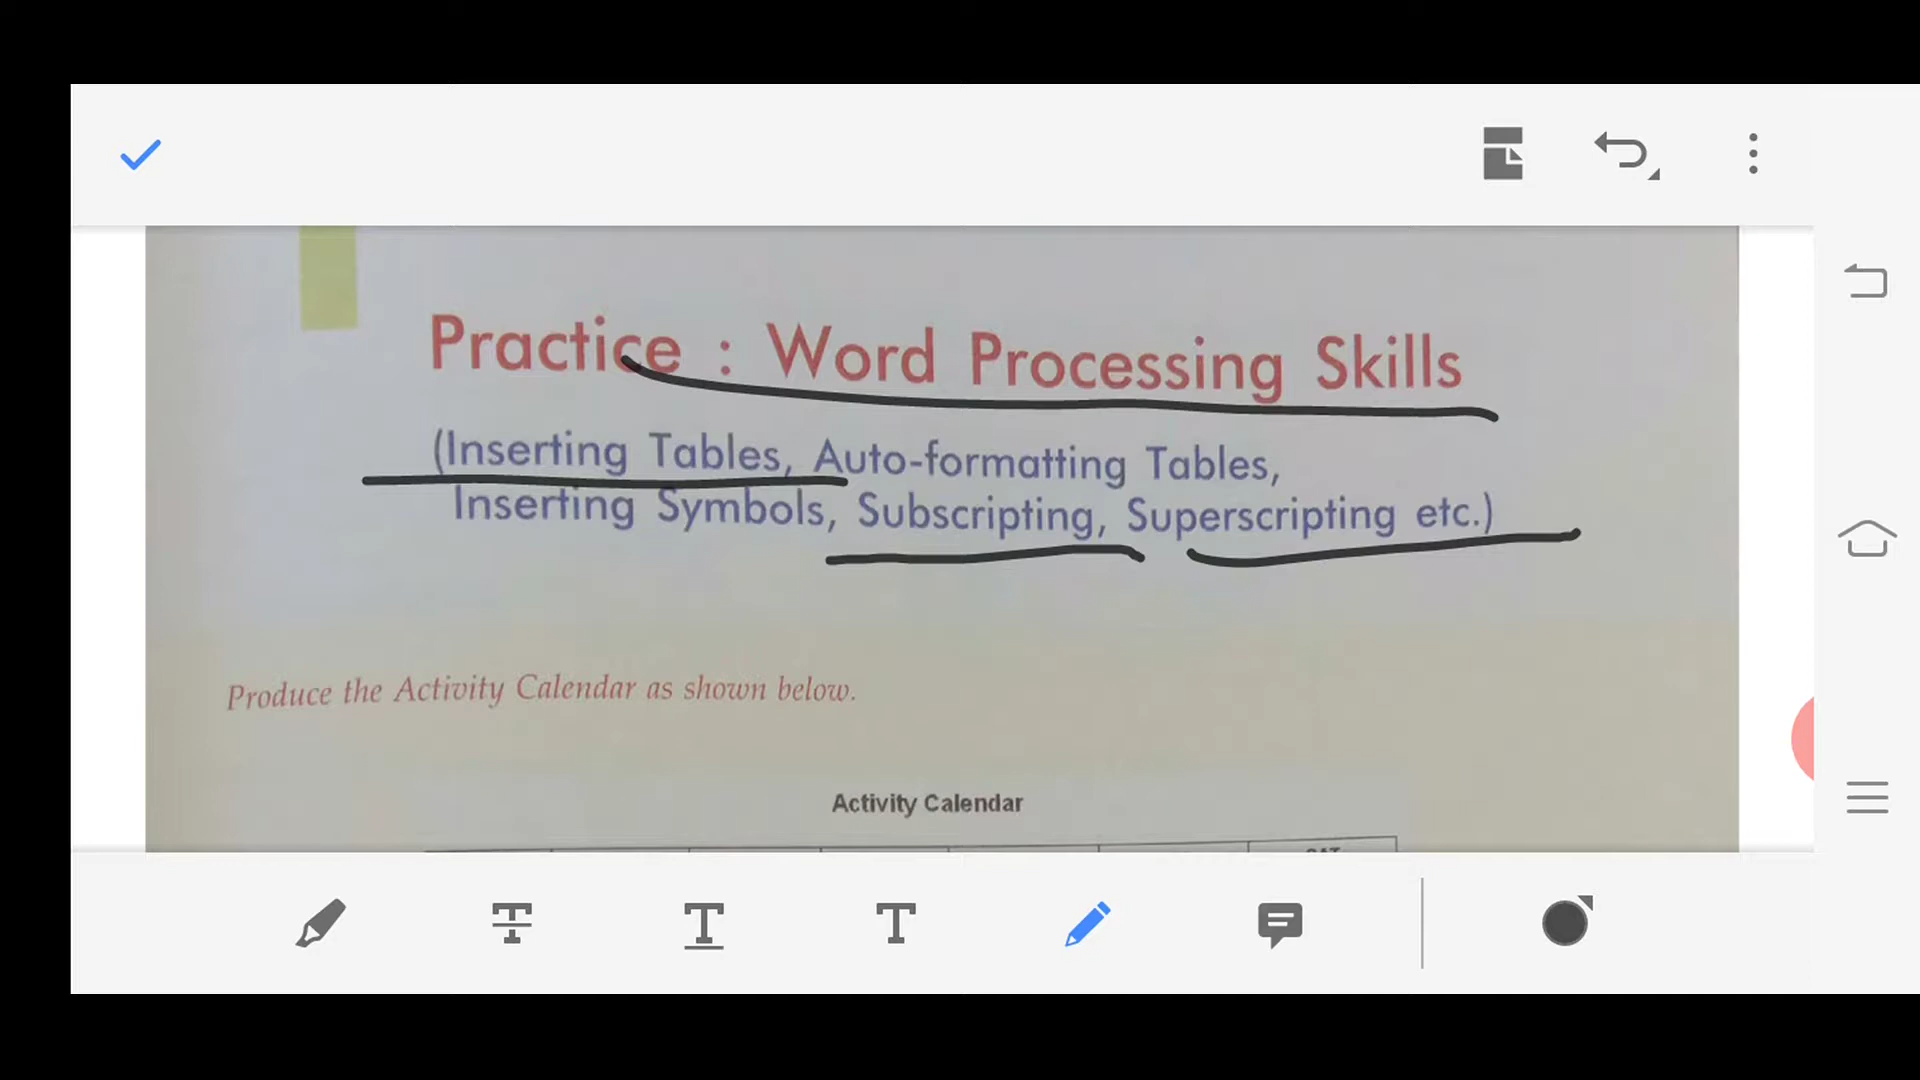 Practice : Word Processing Skills
(Inserting Tables, Auto-formatting Tables,
Inserting Symbols, Subscripting, Superscripting etc.)
Produce the Activity Calendar as shown below.
Activity Calendar